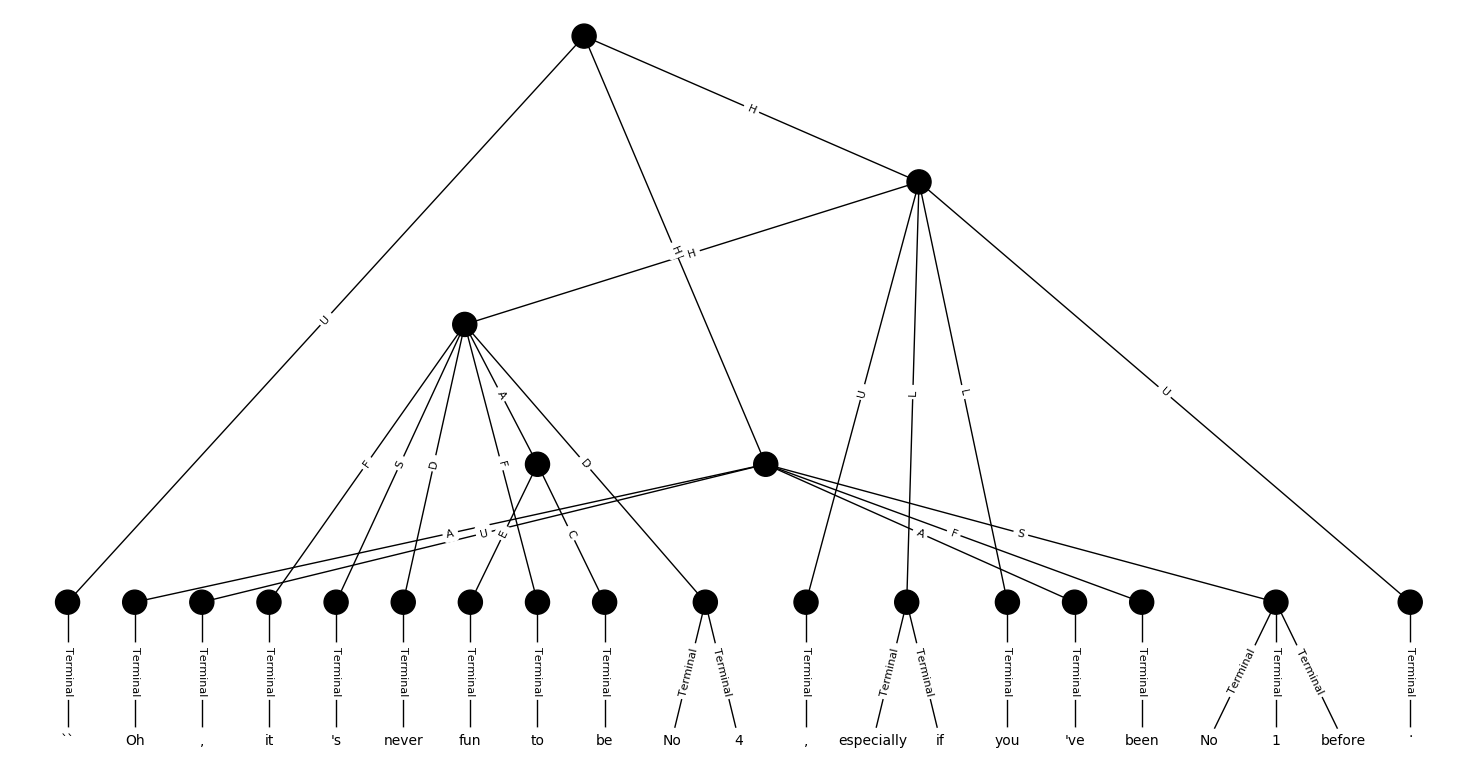 H
H H
U
A U L L U
F S D F D
A U E C A F S
Terminal Terminal Terminal Terminal Terminal Terminal Terminal Terminal Terminal Terminal Terminal Terminal Terminal Terminal Terminal Terminal Terminal Terminal Terminal Terminal Terminal
`` Oh , it 's never fun to be No 4 , especially if you 've been No 1 before .